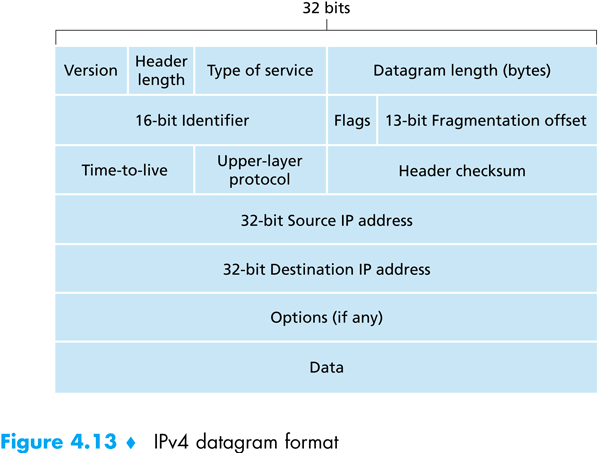 32 bits
Version
Header
length
Type of service
Datagram length (bytes)
16-bit Identifier
Flags
13-bit Fragmentation offset
Time-to-live
Upper-layer
protocol
Header checksum
32-bit Source IP address
32-bit Destination IP address
Options (if any)
Data
Figure 4.13 ♦ IPv4 datagram format